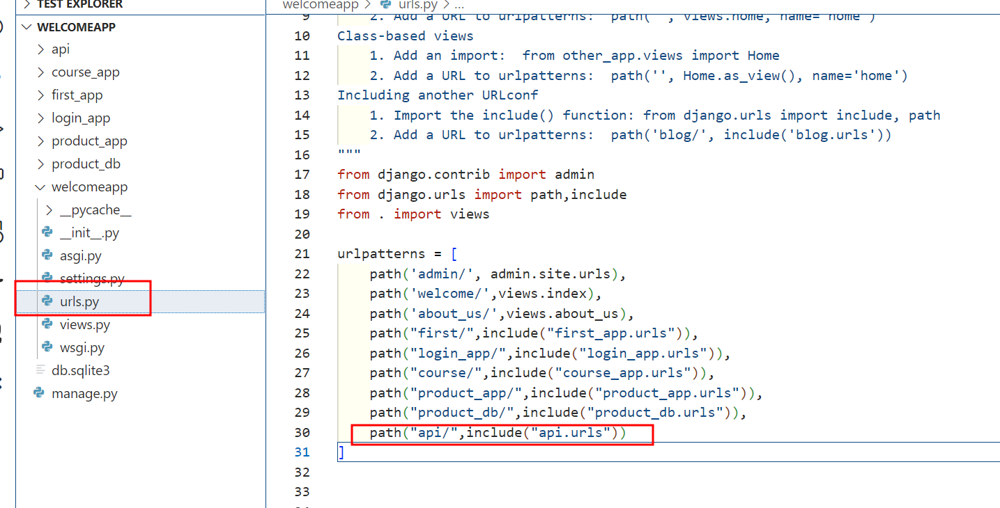 TEST EXPLORER
WELCOMEAPP
api
course_app
first_app
login_app
product_app
product_db
welcomeapp
__pycache__
__init__.py
asgi.py
settings.py
urls.py
views.py
wsgi.py
db.sqlite3
manage.py
welcomeapp > urls.py > ...
9 2. Add a URL to urlpatterns: path('', views.home, name='home')
10 Class-based views
11 1. Add an import: from other_app.views import Home
12 2. Add a URL to urlpatterns: path('', Home.as_view(), name='home')
13 Including another URLconf
14 1. Import the include() function: from django.urls import include, path
15 2. Add a URL to urlpatterns: path('blog/', include('blog.urls'))
16 """
17 from django.contrib import admin
18 from django.urls import path,include
19 from . import views
20
21 urlpatterns = [
22 path('admin/', admin.site.urls),
23 path('welcome/',views.index),
24 path('about_us/',views.about_us),
25 path("first/",include("first_app.urls")),
26 path("login_app/",include("login_app.urls")),
27 path("course/",include("course_app.urls")),
28 path("product_app/",include("product_app.urls")),
29 path("product_db/",include("product_db.urls")),
30 path("api/",include("api.urls"))
31 ]
32
33